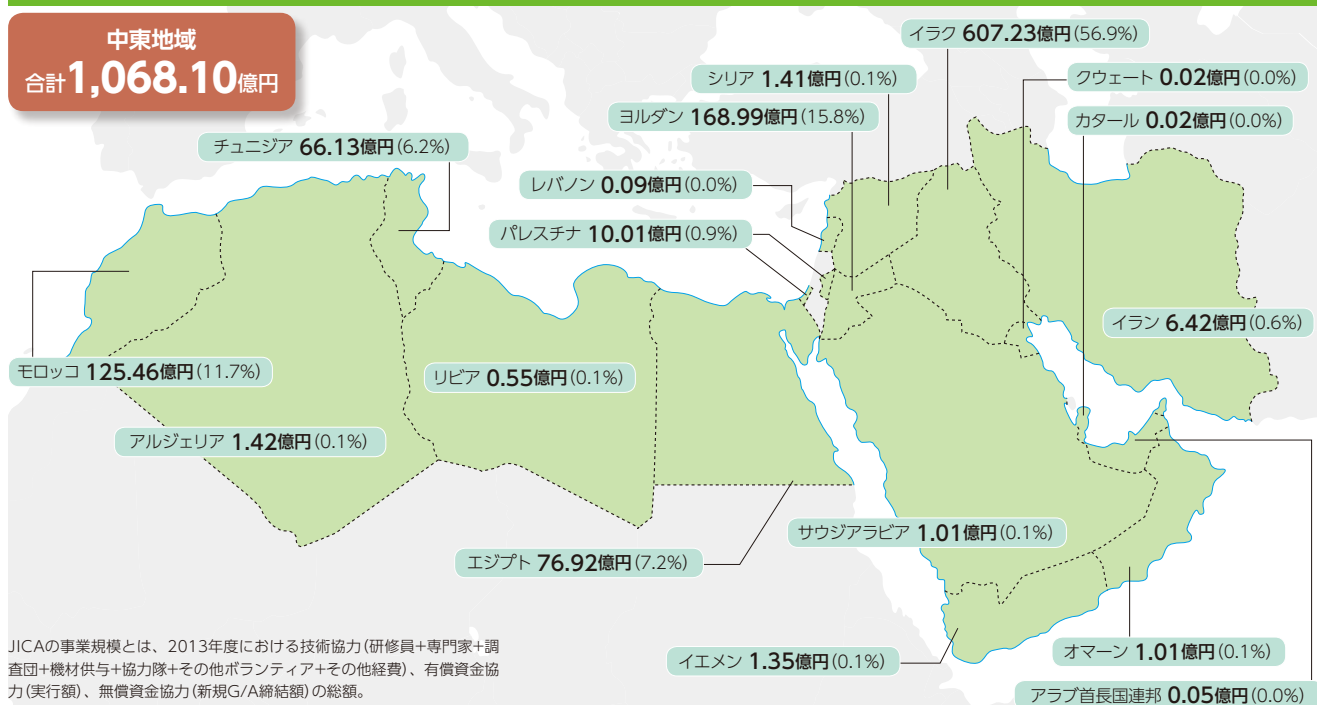 中東地域
合計1,068.10億円
イラク 607.23億円(56.9%)
シリア 1.41億円(0.1%)
クウェート 0.02億円(0.0%)
ヨルダン 168.99億円(15.8%)
カタール 0.02億円(0.0%)
チュニジア 66.13億円(6.2%)
レバノン 0.09億円(0.0%)
パレスチナ 10.01億円(0.9%)
イラン 6.42億円(0.6%)
モロッコ 125.46億円(11.7%)
リビア 0.55億円(0.1%)
アルジェリア 1.42億円(0.1%)
サウジアラビア 1.01億円(0.1%)
エジプト 76.92億円(7.2%)
オマーン 1.01億円(0.1%)
イエメン 1.35億円(0.1%)
アラブ首長国連邦 0.05億円(0.0%)
JICAの事業規模とは、2013年度における技術協力(研修員+専門家+調
査団+機材供与+協力隊+その他ボランティア+その他経費)、有償資金協
力(実行額)、無償資金協力(新規G/A締結額)の総額。